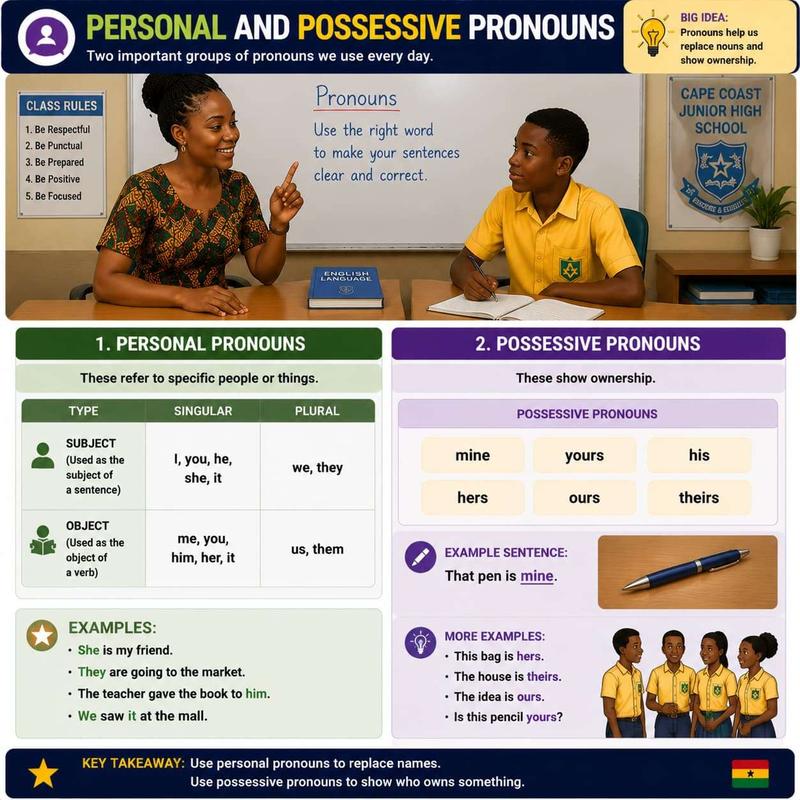 PERSONAL AND POSSESSIVE PRONOUNS
Two important groups of pronouns we use every day.
BIG IDEA:
Pronouns help us
replace nouns and
show ownership.
CLASS RULES
1. Be Respectful
2. Be Punctual
3. Be Prepared
4. Be Positive
5. Be Focused
Pronouns
Use the right word
to make your sentences
clear and correct.
CAPE COAST
JUNIOR HIGH
SCHOOL
ENGLISH
LANGUAGE
1. PERSONAL PRONOUNS
These refer to specific people or things.
TYPE SINGULAR PLURAL
SUBJECT
(Used as the
subject of
a sentence)
I, you, he,
she, it
we, they
OBJECT
(Used as the
object of
a verb)
me, you,
him, her, it
us, them
EXAMPLES:
• She is my friend.
• They are going to the market.
• The teacher gave the book to him.
• We saw it at the mall.
2. POSSESSIVE PRONOUNS
These show ownership.
POSSESSIVE PRONOUNS
mine yours his
hers ours theirs
EXAMPLE SENTENCE:
That pen is mine.
MORE EXAMPLES:
• This bag is hers.
• The house is theirs.
• The idea is ours.
• Is this pencil yours?
KEY TAKEAWAY: Use personal pronouns to replace names.
Use possessive pronouns to show who owns something.